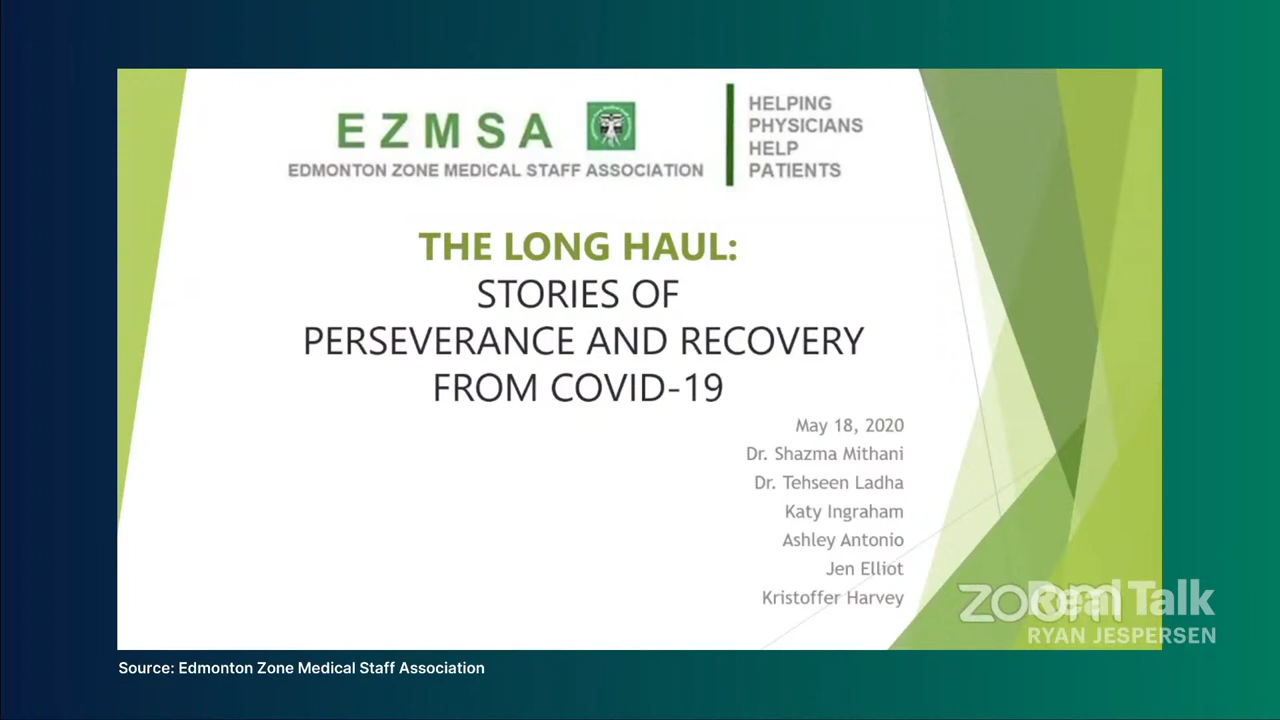 EZMSA
EDMONTON ZONE MEDICAL STAFF ASSOCIATION
HELPING
PHYSICIANS
HELP
PATIENTS
THE LONG HAUL:
STORIES OF
PERSEVERANCE AND RECOVERY
FROM COVID-19
May 18, 2020
Dr. Shazma Mithani
Dr. Tehseen Ladha
Katy Ingraham
Ashley Antonio
Jen Elliot
Kristoffer Harvey
zoom
Real Talk
RYAN JESPERSEN
Source: Edmonton Zone Medical Staff Association